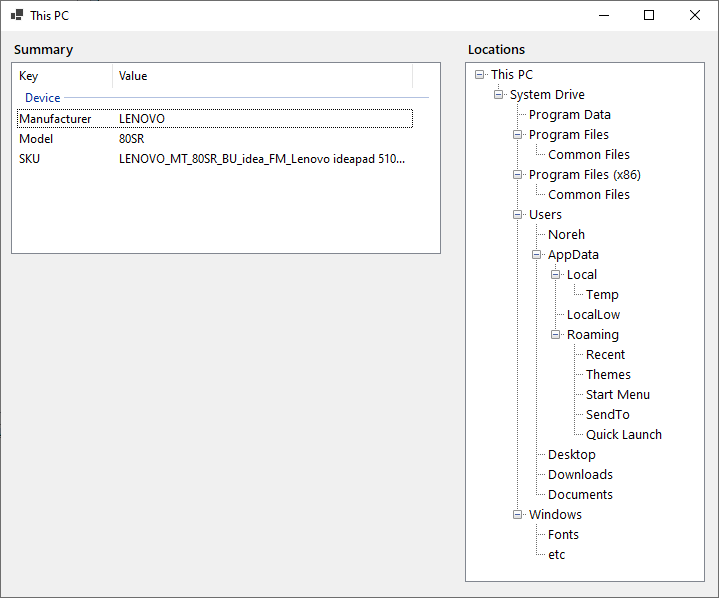 This PC
Summary
Key Value
Device
Manufacturer LENOVO
Model 80SR
SKU LENOVO_MT_80SR_BU_idea_FM_Lenovo ideapad 510...
Locations
This PC
System Drive
Program Data
Program Files
Common Files
Program Files (x86)
Common Files
Users
Noreh
AppData
Local
Temp
LocalLow
Roaming
Recent
Themes
Start Menu
SendTo
Quick Launch
Desktop
Downloads
Documents
Windows
Fonts
etc